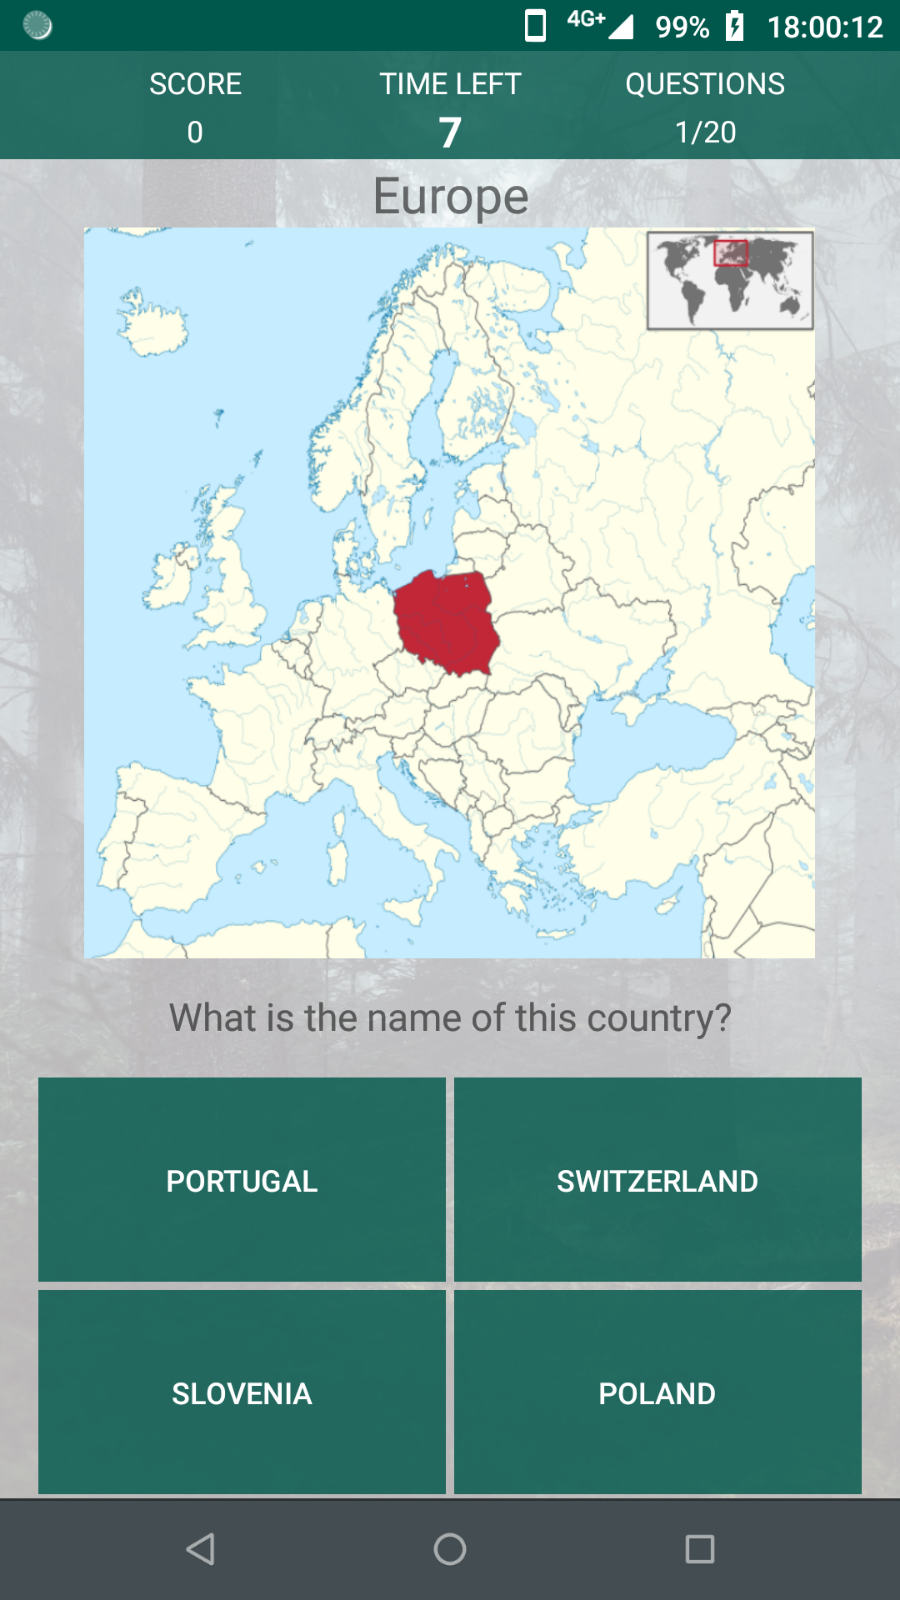 4G+ 99% 18:00:12
SCORE TIME LEFT QUESTIONS
0 7 1/20
Europe
What is the name of this country?
PORTUGAL SWITZERLAND
SLOVENIA POLAND